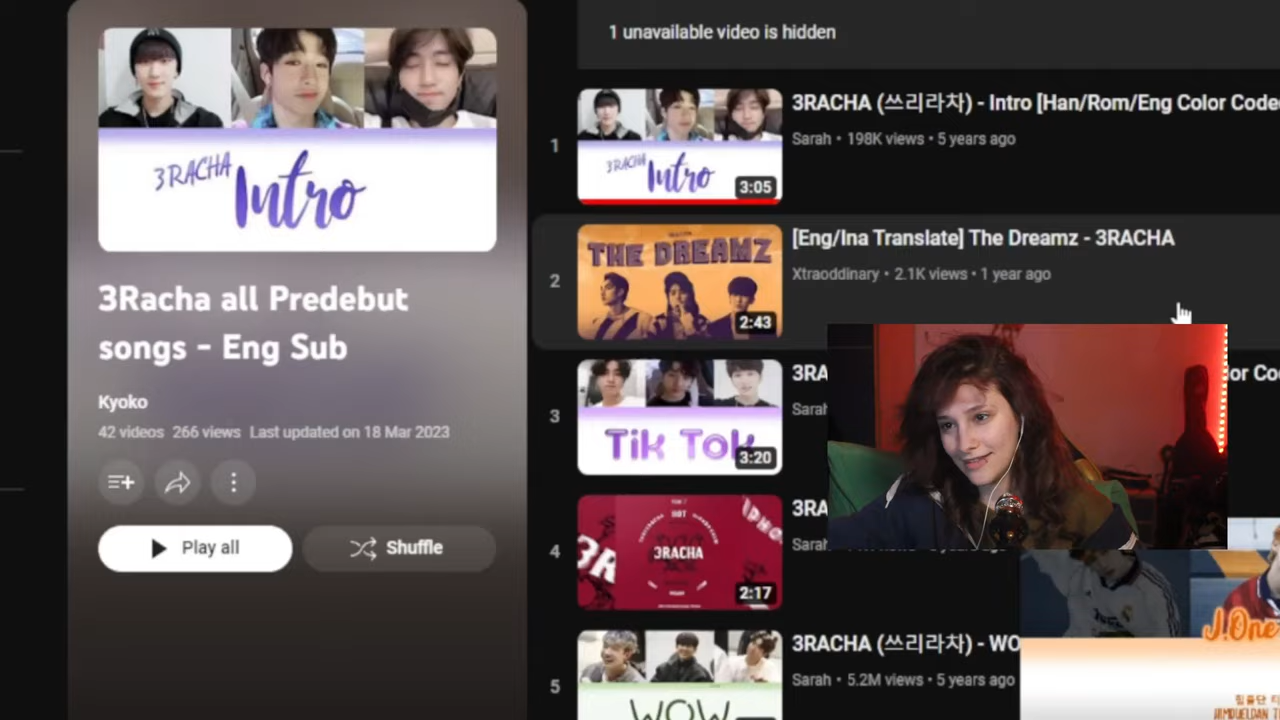 3RACHA
Intro
3Racha all Predebut
songs - Eng Sub
Kyoko
42 videos 266 views Last updated on 18 Mar 2023
Play all
Shuffle
1 unavailable video is hidden
1
3RACHA
Intro
3:05
3RACHA (쓰리라차) - Intro [Han/Rom/Eng Color Code
Sarah • 198K views • 5 years ago
2
THE DREAMZ
2:43
[Eng/Ina Translate] The Dreamz - 3RACHA
Xtraoddinary • 2.1K views • 1 year ago
3
Tik Tok
3:20
3RA
or Co
Sarah
4
HOT
3RACHA
3R
2:17
3RA
Sarah
5
WOW
3RACHA (쓰리라차) - WO
Sarah • 5.2M views • 5 years ago
J.One